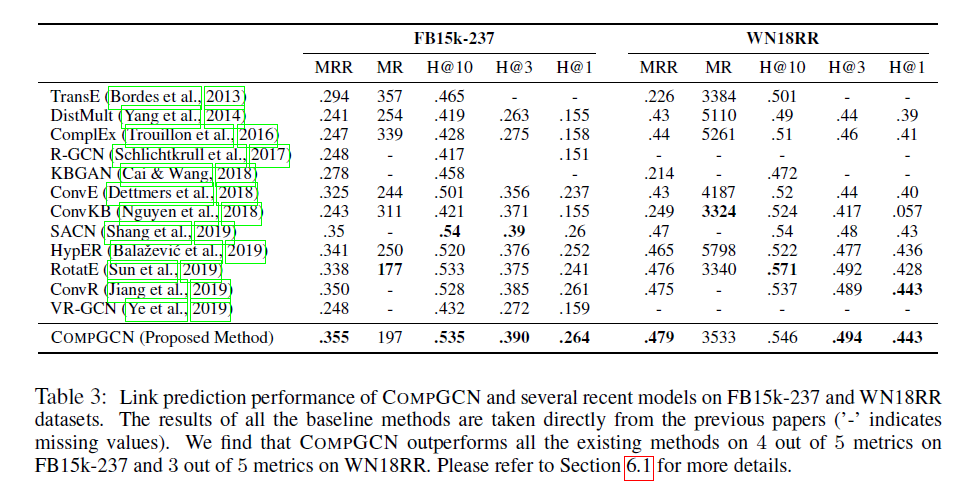 FB15k-237 WN18RR
MRR MR H@10 H@3 H@1 MRR MR H@10 H@3 H@1
TransE (Bordes et al., 2013) .294 357 .465 - - .226 3384 .501 - -
DistMult (Yang et al., 2014) .241 254 .419 .263 .155 .43 5110 .49 .44 .39
ComplEx (Trouillon et al., 2016) .247 339 .428 .275 .158 .44 5261 .51 .46 .41
R-GCN (Schlichtkrull et al., 2017) .248 - .417 .151 - - - - -
KBGAN (Cai & Wang, 2018) .278 - .458 - .214 - .472 - -
ConvE (Dettmers et al., 2018) .325 244 .501 .356 .237 .43 4187 .52 .44 .40
ConvKB (Nguyen et al., 2018) .243 311 .421 .371 .155 .249 3324 .524 .417 .057
SACN (Shang et al., 2019) .35 - .54 .39 .26 .47 - .54 .48 .43
HypER (Balažević et al., 2019) .341 250 .520 .376 .252 .465 5798 .522 .477 .436
RotatE (Sun et al., 2019) .338 177 .533 .375 .241 .476 3340 .571 .492 .428
ConvR (Jiang et al., 2019) .350 - .528 .385 .261 .475 - .537 .489 .443
VR-GCN (Ye et al., 2019) .248 - .432 .272 .159 - - - - -
COMPGCN (Proposed Method) .355 197 .535 .390 .264 .479 3533 .546 .494 .443
Table 3: Link prediction performance of COMPGCN and several recent models on FB15k-237 and WN18RR
datasets. The results of all the baseline methods are taken directly from the previous papers ('-' indicates
missing values). We find that COMPGCN outperforms all the existing methods on 4 out of 5 metrics on
FB15k-237 and 3 out of 5 metrics on WN18RR. Please refer to Section 6.1 for more details.